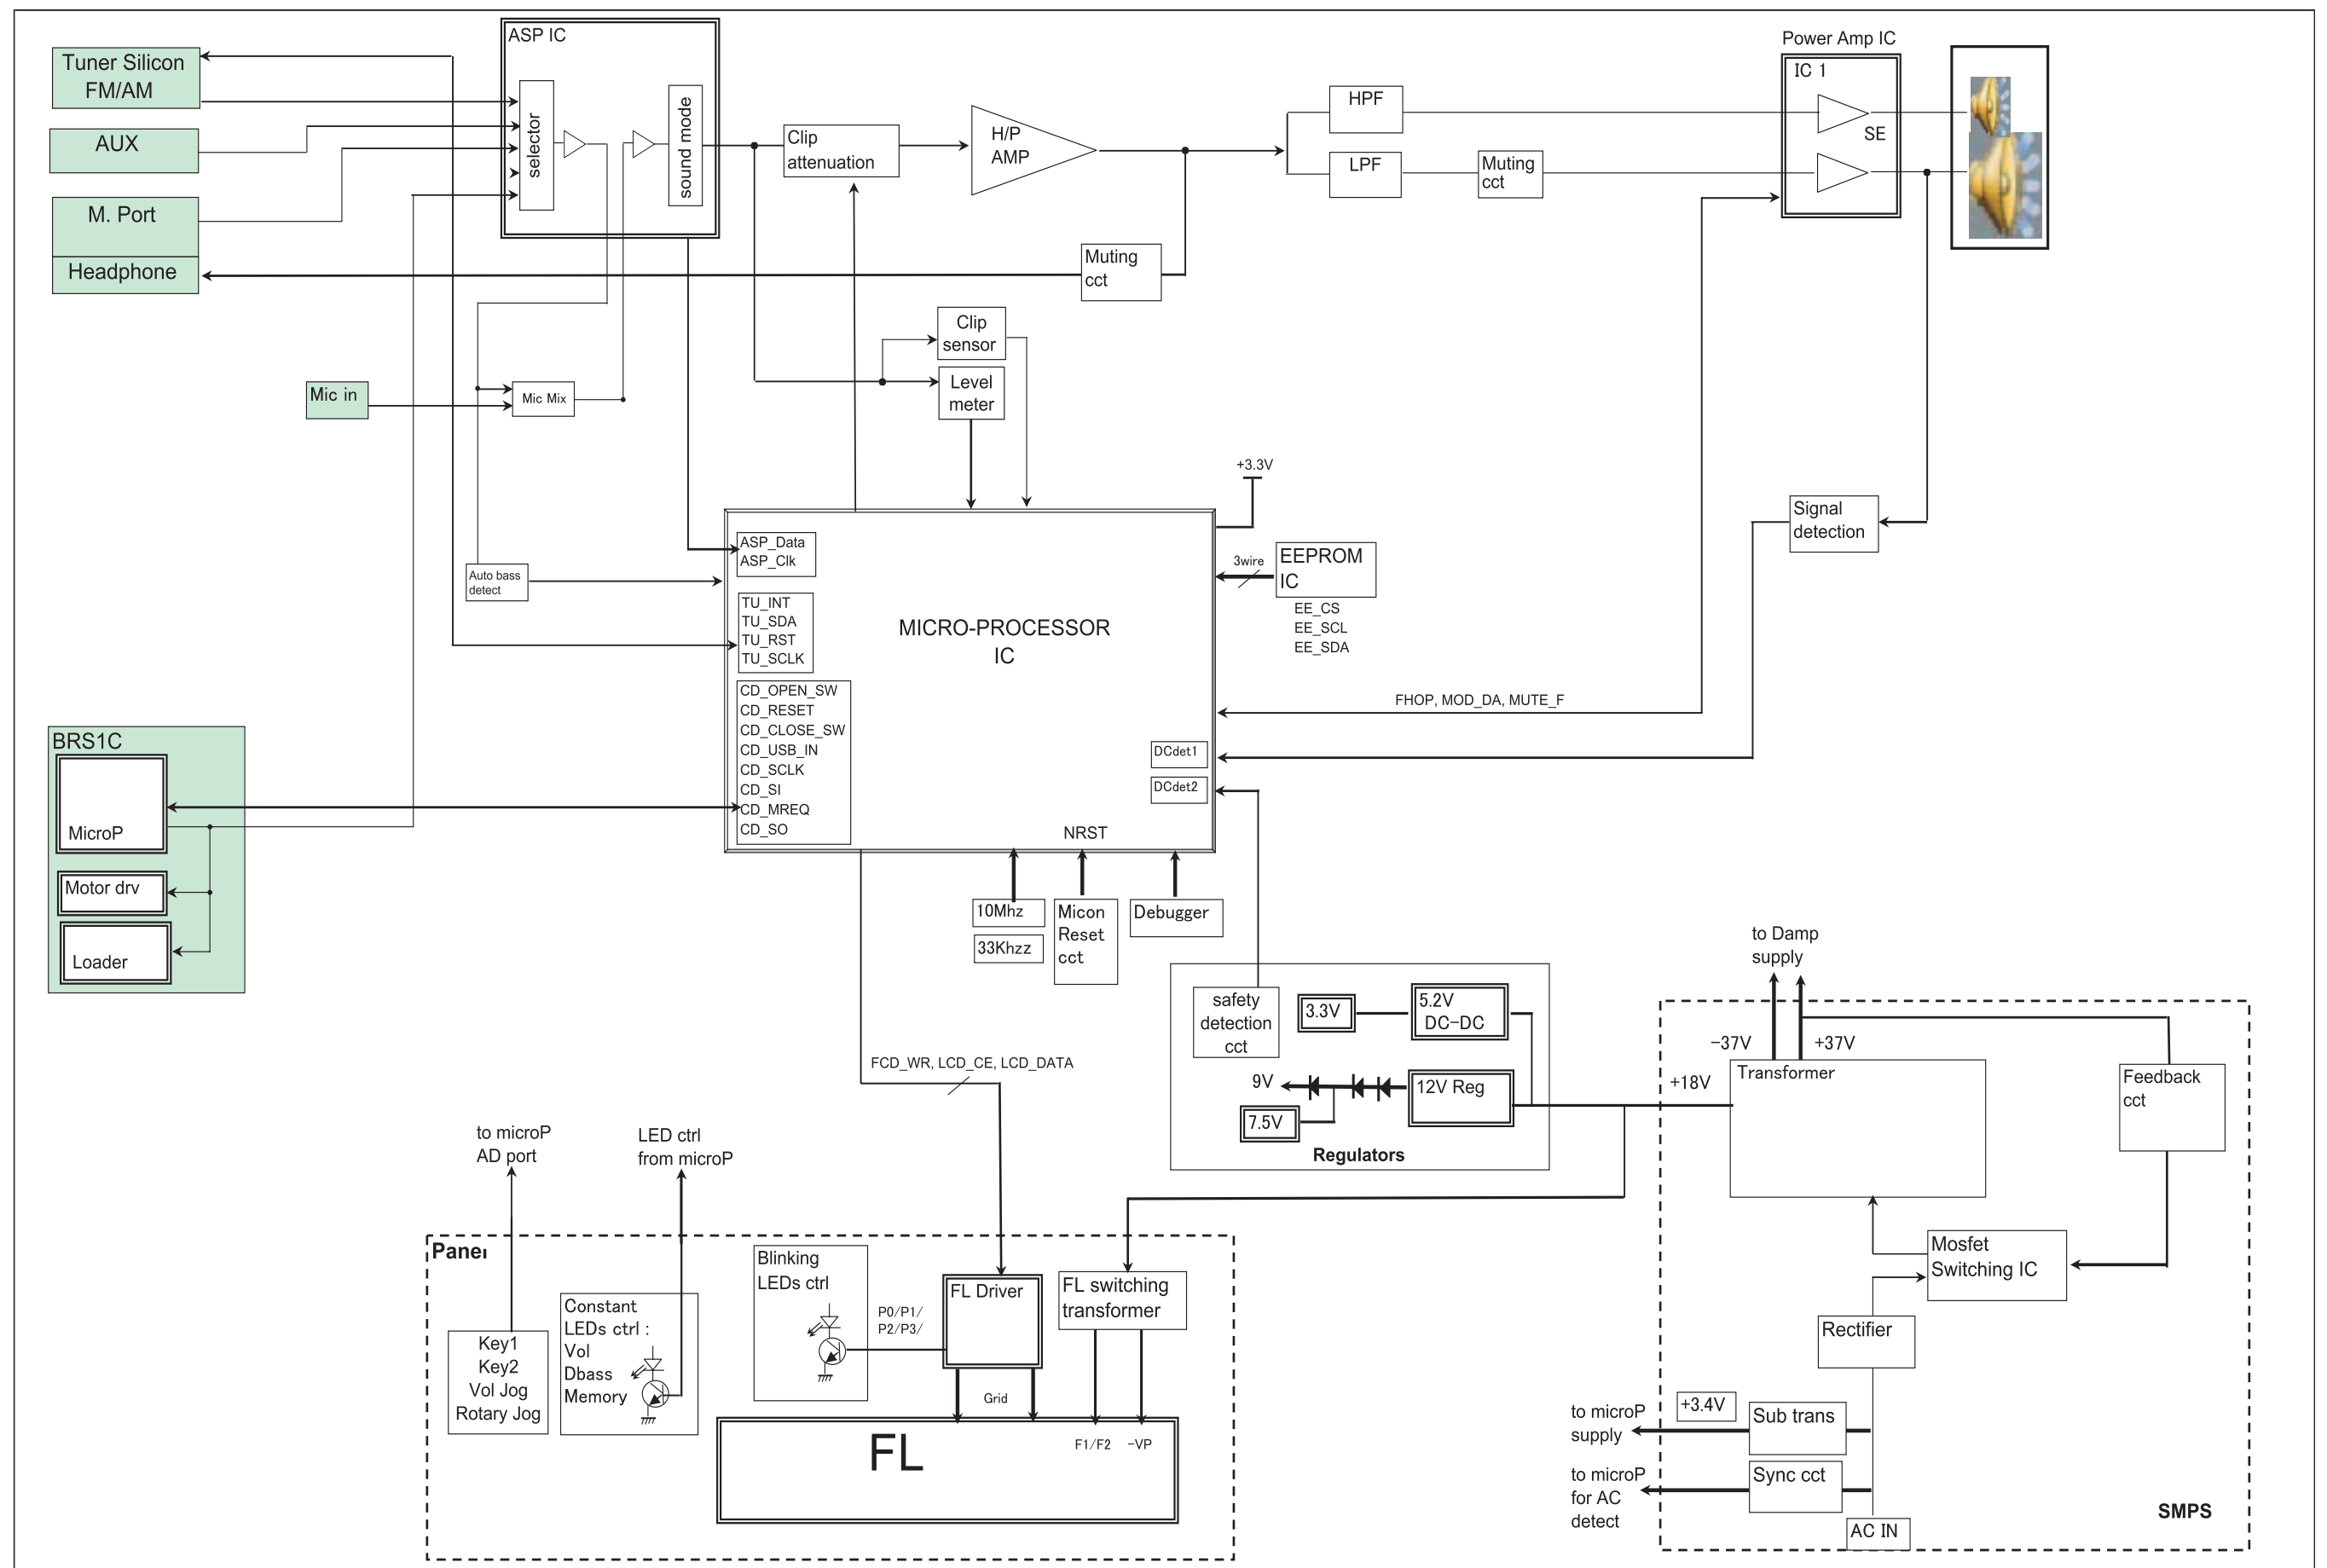 ASP IC
Tuner Silicon
FM/AM
AUX
M. Port
Headphone
selector
sound mode
Clip
attenuation
H/P
AMP
HPF
LPF
Muting
cct
Power Amp IC
IC 1
SE
Muting
cct
Clip
sensor
Level
meter
Mic in
Mic Mix
+3.3V
Signal
detection
ASP_Data
ASP_Clk
Auto bass
detect
3wire
EEPROM
IC
EE_CS
EE_SCL
EE_SDA
TU_INT
TU_SDA
TU_RST
TU_SCLK
MICRO-PROCESSOR
IC
CD_OPEN_SW
CD_RESET
CD_CLOSE_SW
CD_USB_IN
CD_SCLK
CD_SI
CD_MREQ
CD_SO
FHOP, MOD_DA, MUTE_F
DCdet1
DCdet2
NRST
BRS1C
MicroP
Motor drv
Loader
10Mhz
33Khzz
Micon
Reset
cct
Debugger
safety
detection
cct
3.3V
5.2V
DC-DC
9V
12V Reg
7.5V
Regulators
to Damp
supply
-37V
+37V
+18V
Transformer
Feedback
cct
Mosfet
Switching IC
Rectifier
+3.4V
Sub trans
to microP
supply
Sync cct
to microP
for AC
detect
AC IN
SMPS
FCD_WR, LCD_CE, LCD_DATA
to microP
AD port
LED ctrl
from microP
Panel
Key1
Key2
Vol Jog
Rotary Jog
Constant
LEDs ctrl :
Vol
Dbass
Memory
Blinking
LEDs ctrl
P0/P1/
P2/P3/
FL Driver
FL switching
transformer
Grid
F1/F2
-VP
FL